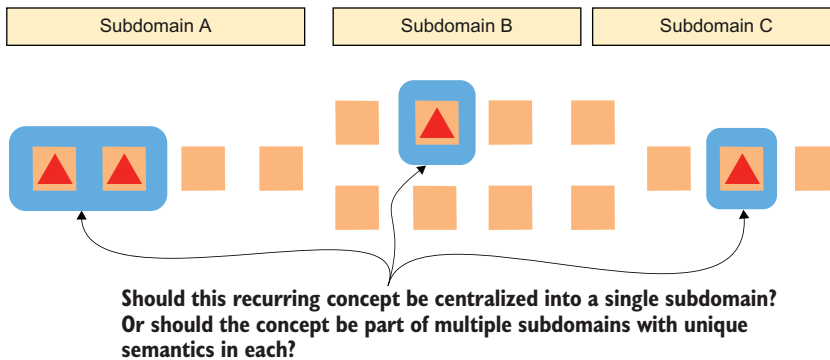 Subdomain A
Subdomain B
Subdomain C
Should this recurring concept be centralized into a single subdomain?
Or should the concept be part of multiple subdomains with unique
semantics in each?